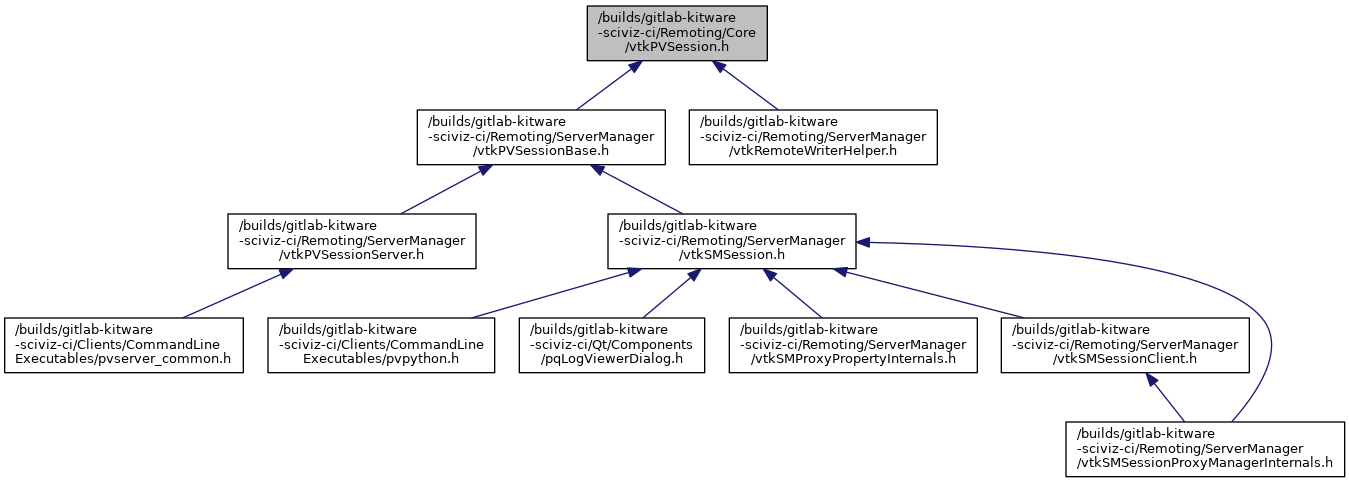 /builds/gitlab-kitware
-sciviz-ci/Remoting/Core
/vtkPVSession.h
/builds/gitlab-kitware
-sciviz-ci/Remoting/ServerManager
/vtkPVSessionBase.h
/builds/gitlab-kitware
-sciviz-ci/Remoting/ServerManager
/vtkRemoteWriterHelper.h
/builds/gitlab-kitware
-sciviz-ci/Remoting/ServerManager
/vtkPVSessionServer.h
/builds/gitlab-kitware
-sciviz-ci/Remoting/ServerManager
/vtkSMSession.h
/builds/gitlab-kitware
-sciviz-ci/Clients/CommandLine
Executables/pvserver_common.h
/builds/gitlab-kitware
-sciviz-ci/Clients/CommandLine
Executables/pvpython.h
/builds/gitlab-kitware
-sciviz-ci/Qt/Components
/pqLogViewerDialog.h
/builds/gitlab-kitware
-sciviz-ci/Remoting/ServerManager
/vtkSMProxyPropertyInternals.h
/builds/gitlab-kitware
-sciviz-ci/Remoting/ServerManager
/vtkSMSessionClient.h
/builds/gitlab-kitware
-sciviz-ci/Remoting/ServerManager
/vtkSMSessionProxyManagerInternals.h